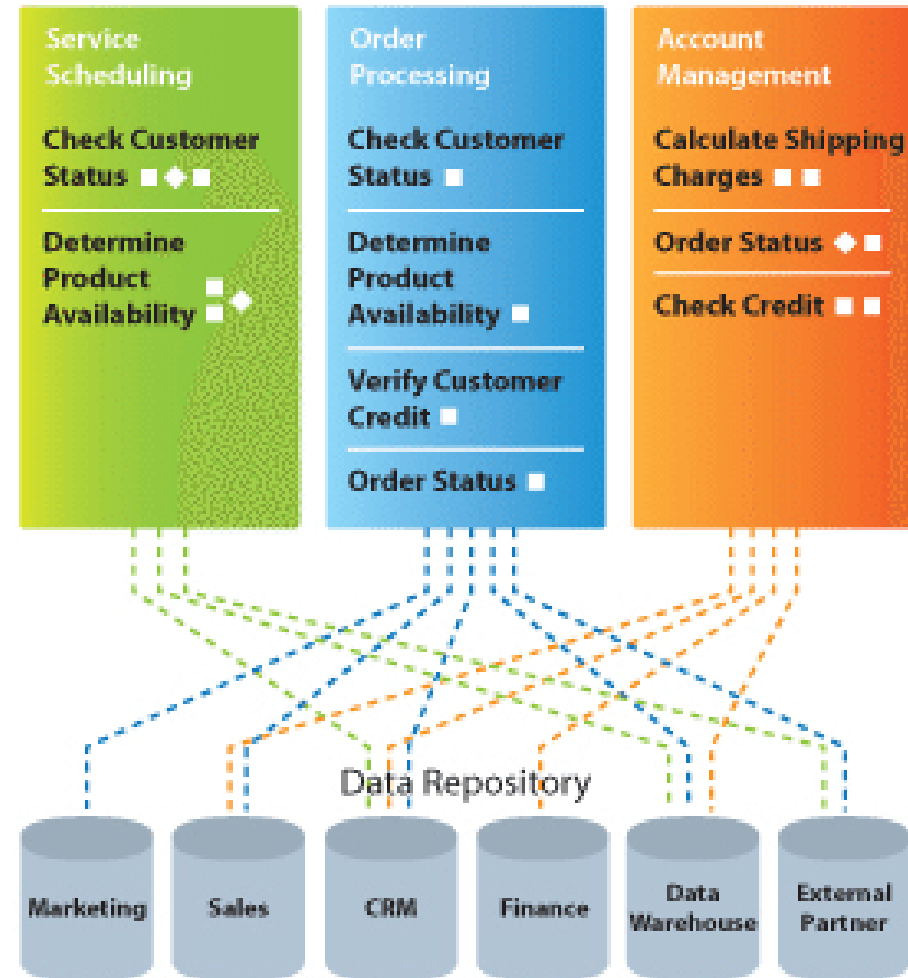 Service
Scheduling
Check Customer
Status
Determine
Product
Availability
Order
Processing
Check Customer
Status
Determine
Product
Availability
Verify Customer
Credit
Order Status
Account
Management
Calculate Shipping
Charges
Order Status
Check Credit
Data Repository
Marketing
Sales
CRM
Finance
Data
Warehouse
External
Partner